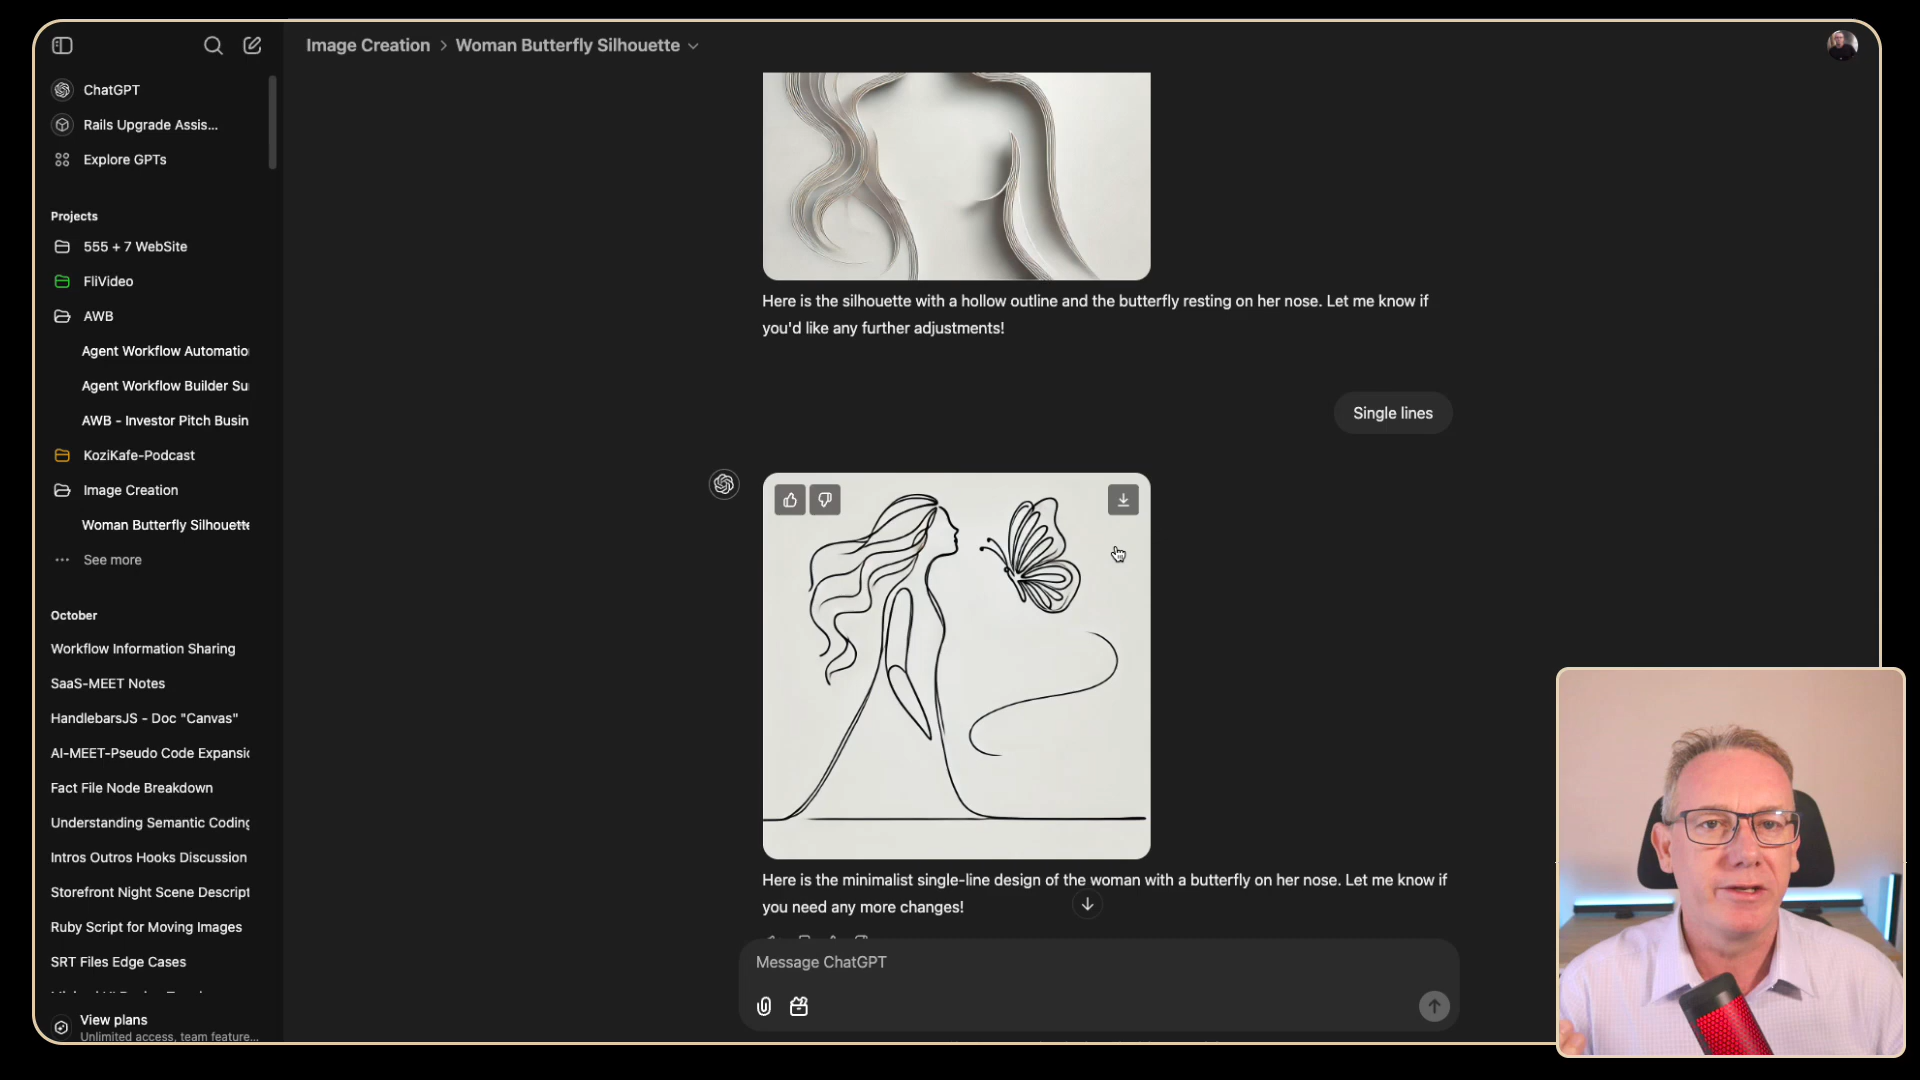 Image Creation > Woman Butterfly Silhouette
ChatGPT
Rails Upgrade Assis...
Explore GPTs
Projects
555 + 7 WebSite
FliVideo
AWB
Agent Workflow Automatio
Agent Workflow Builder Su
AWB - Investor Pitch Busin
KoziKafe-Podcast
Image Creation
Woman Butterfly Silhouette
See more
October
Workflow Information Sharing
SaaS-MEET Notes
HandlebarsJS - Doc "Canvas"
AI-MEET-Pseudo Code Expansio
Fact File Node Breakdown
Understanding Semantic Coding
Intros Outros Hooks Discussion
Storefront Night Scene Descript
Ruby Script for Moving Images
SRT Files Edge Cases
View plans
Unlimited access, team feature...
Here is the silhouette with a hollow outline and the butterfly resting on her nose. Let me know if
you'd like any further adjustments!
Single lines
Here is the minimalist single-line design of the woman with a butterfly on her nose. Let me know if
you need any more changes!
Message ChatGPT